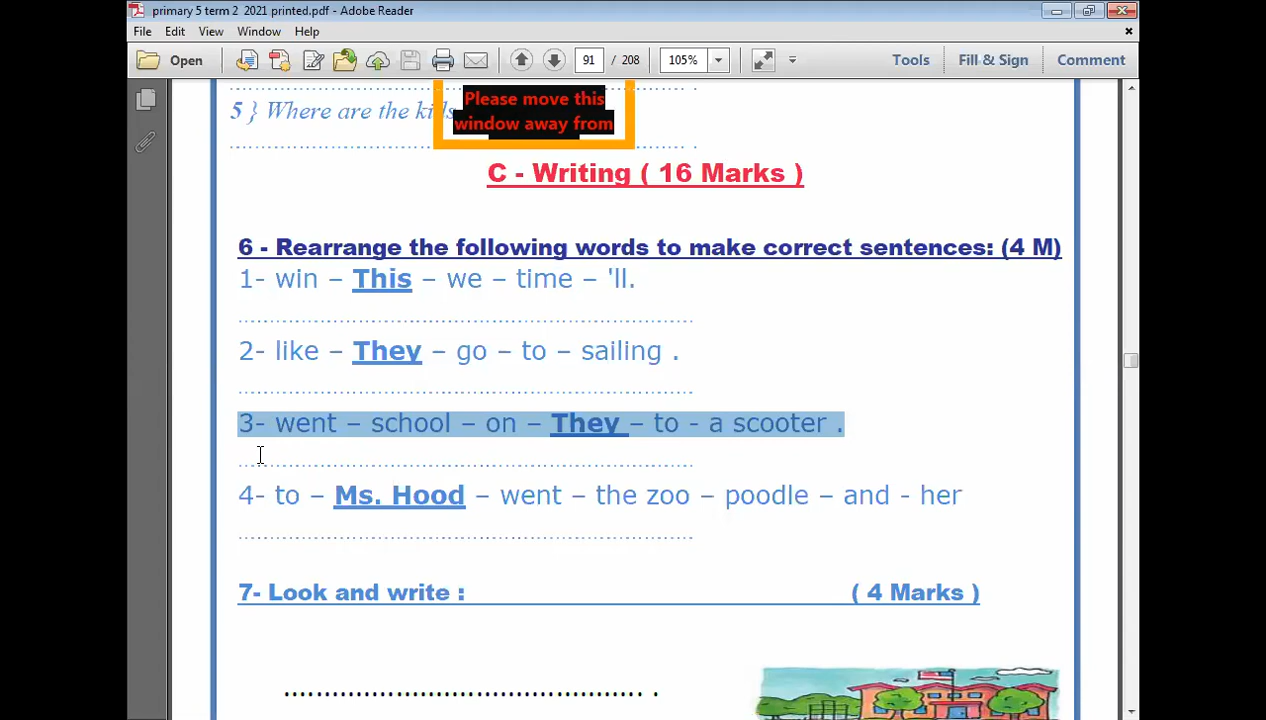 primary 5 term 2 2021 printed.pdf - Adobe Reader
File Edit View Window Help
Open 91 / 208 105% Tools Fill & Sign Comment
5 } Where are the kids
Please move this
window away from
C - Writing ( 16 Marks )
6 - Rearrange the following words to make correct sentences: (4 M)
1- win – This – we – time – 'll.
................................................................
2- like – They – go – to – sailing .
................................................................
3- went – school – on – They – to - a scooter .
................................................................
4- to – Ms. Hood – went – the zoo – poodle – and - her
................................................................
7- Look and write : ( 4 Marks )
........................................... .